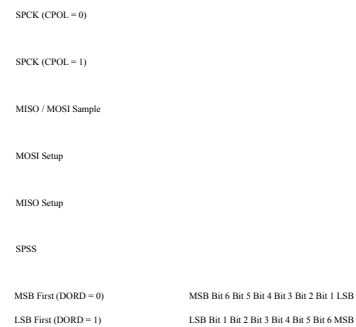 SPCK (CPOL = 0)
SPCK (CPOL = 1)
MISO / MOSI Sample
MOSI Setup
MISO Setup
SPSS
MSB First (DORD = 0) MSB Bit 6 Bit 5 Bit 4 Bit 3 Bit 2 Bit 1 LSB
LSB First (DORD = 1) LSB Bit 1 Bit 2 Bit 3 Bit 4 Bit 5 Bit 6 MSB